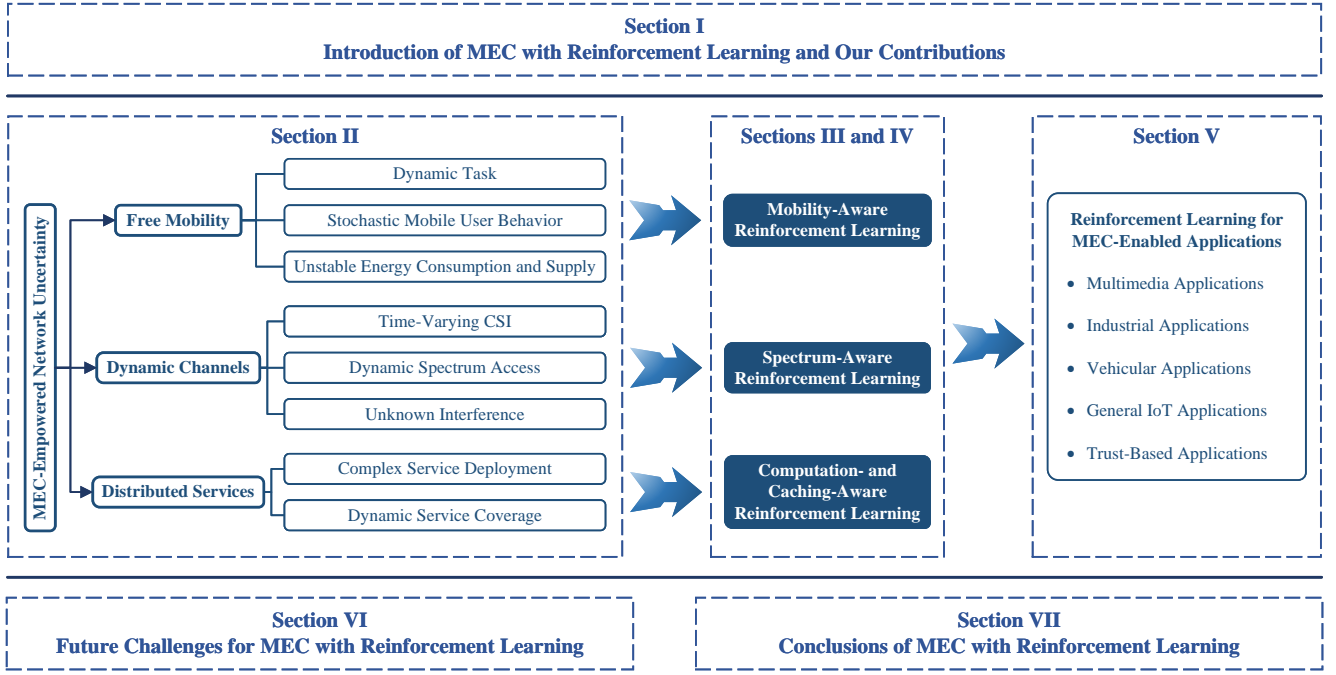 Section I
Introduction of MEC with Reinforcement Learning and Our Contributions
Section II
MEC-Empowered Network Uncertainty
Free Mobility
Dynamic Task
Stochastic Mobile User Behavior
Unstable Energy Consumption and Supply
Dynamic Channels
Time-Varying CSI
Dynamic Spectrum Access
Unknown Interference
Distributed Services
Complex Service Deployment
Dynamic Service Coverage
Sections III and IV
Mobility-Aware
Reinforcement Learning
Spectrum-Aware
Reinforcement Learning
Computation- and
Caching-Aware
Reinforcement Learning
Section V
Reinforcement Learning for
MEC-Enabled Applications
• Multimedia Applications
• Industrial Applications
• Vehicular Applications
• General IoT Applications
• Trust-Based Applications
Section VI
Future Challenges for MEC with Reinforcement Learning
Section VII
Conclusions of MEC with Reinforcement Learning